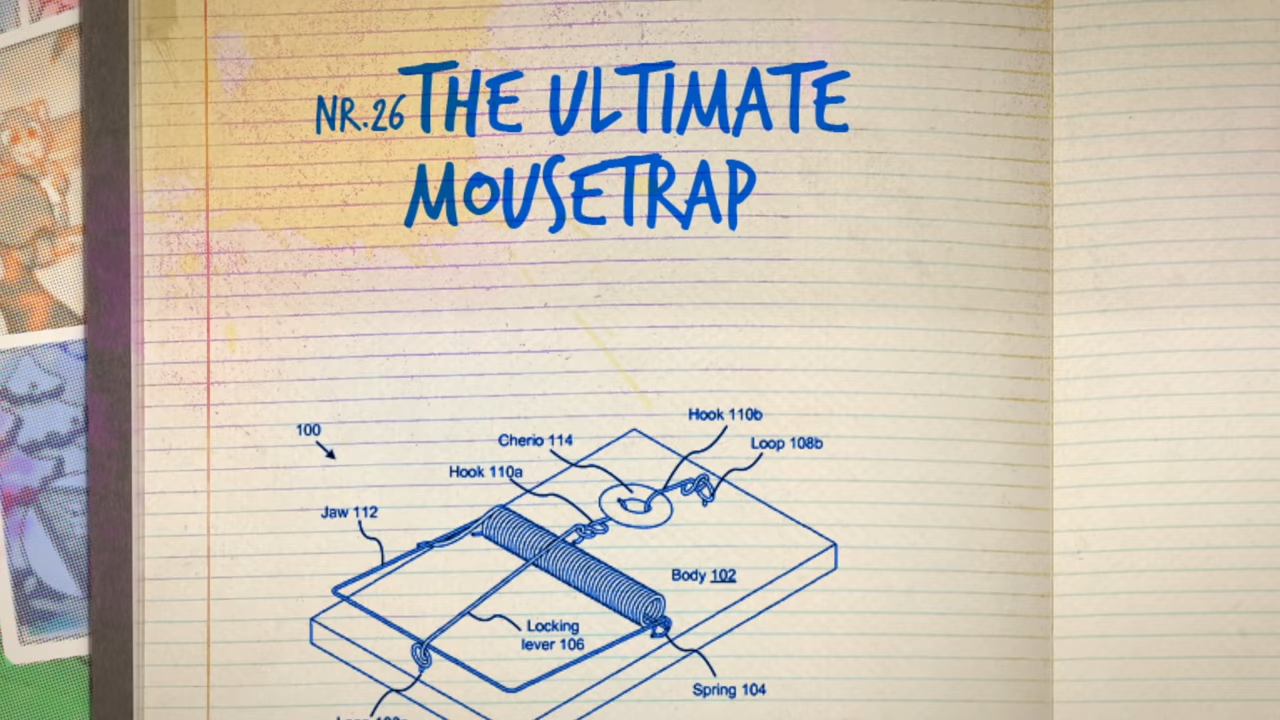 NR.26 THE ULTIMATE
MOUSETRAP
Hook 110b
100
Cherio 114
Loop 108b
Hook 110a
Jaw 112
Body 102
Locking
lever 106
Spring 104